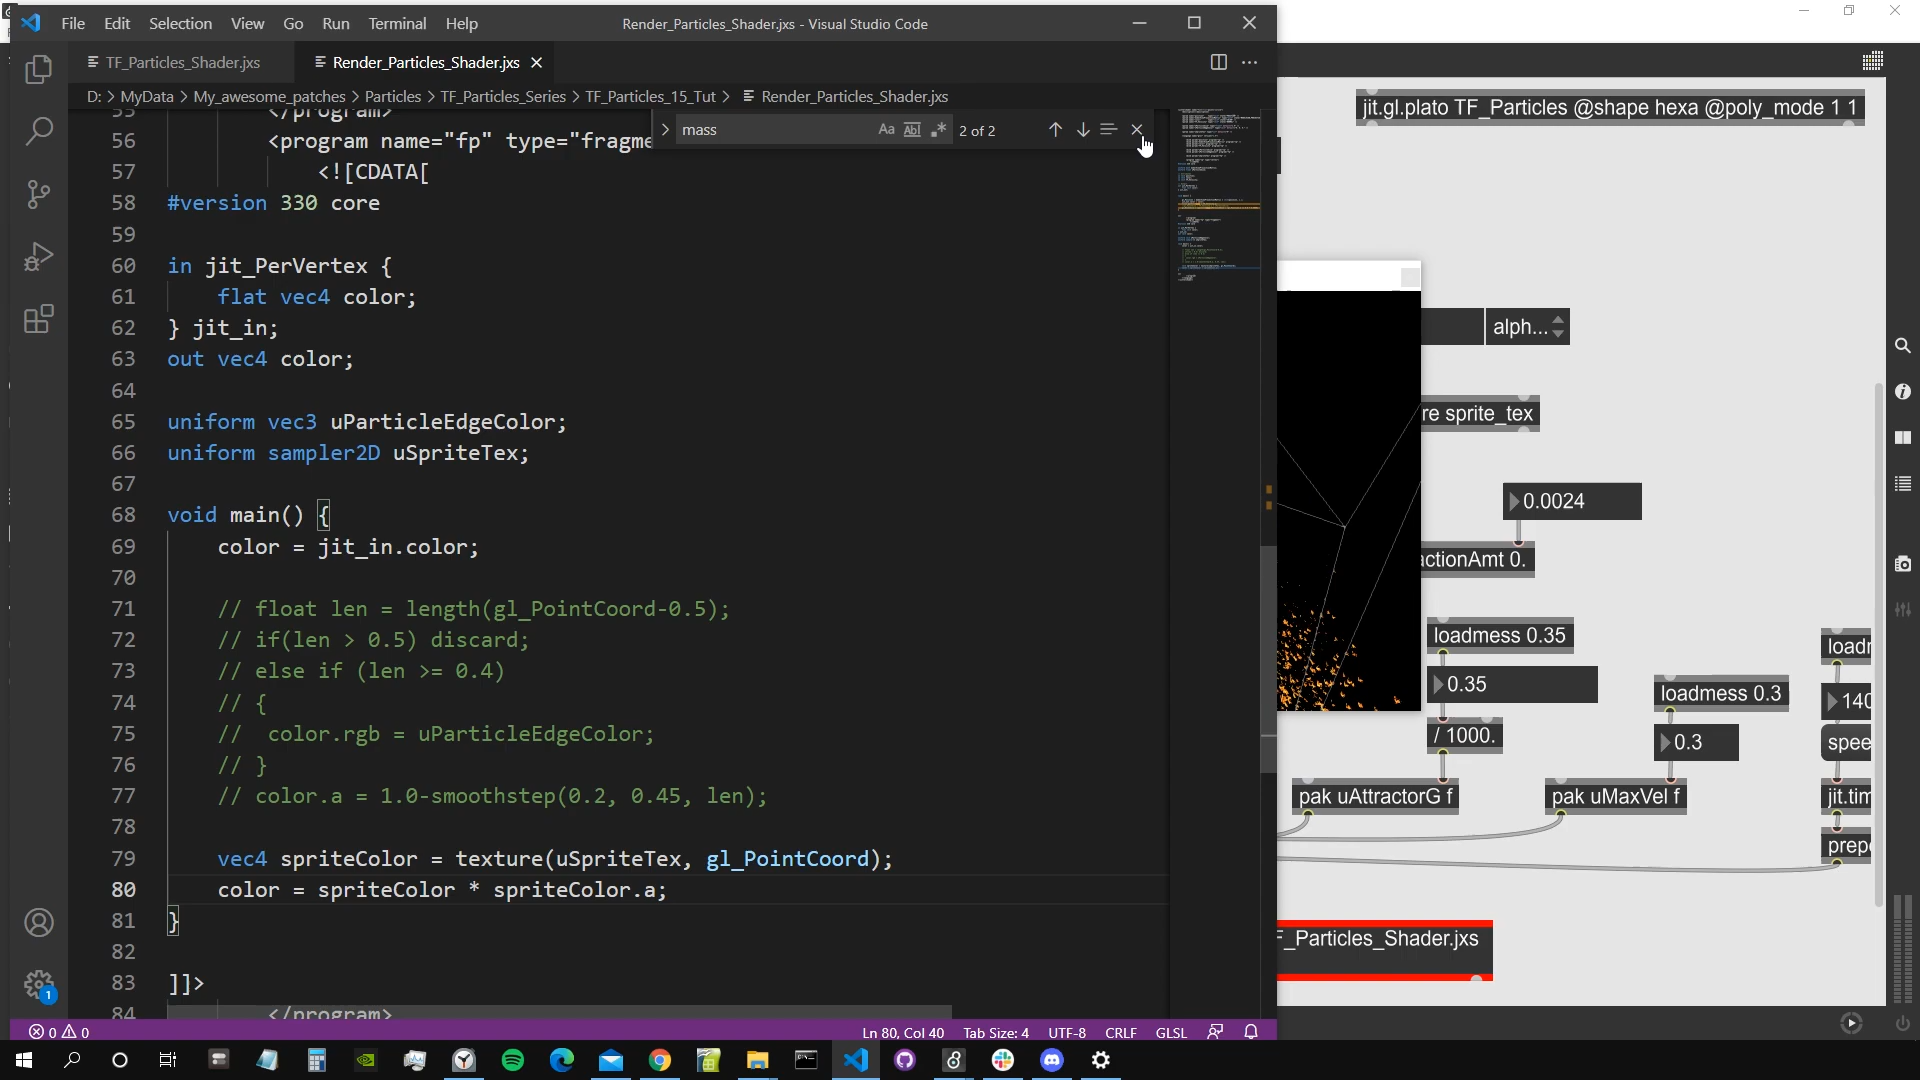 File Edit Selection View Go Run Terminal Help
Render_Particles_Shader.jxs - Visual Studio Code
TF_Particles_Shader.jxs
Render_Particles_Shader.jxs
D: > MyData > My_awesome_patches > Particles > TF_Particles_Series > TF_Particles_15_Tut > Render_Particles_Shader.jxs
mass
Aa Abl .* 2 of 2
55 </program>
56 <program name="fp" type="fragme
57 <![CDATA[
58 #version 330 core
59
60 in jit_PerVertex {
61 flat vec4 color;
62 } jit_in;
63 out vec4 color;
64
65 uniform vec3 uParticleEdgeColor;
66 uniform sampler2D uSpriteTex;
67
68 void main() {
69 color = jit_in.color;
70
71 // float len = length(gl_PointCoord-0.5);
72 // if(len > 0.5) discard;
73 // else if (len >= 0.4)
74 // {
75 // color.rgb = uParticleEdgeColor;
76 // }
77 // color.a = 1.0-smoothstep(0.2, 0.45, len);
78
79 vec4 spriteColor = texture(uSpriteTex, gl_PointCoord);
80 color = spriteColor * spriteColor.a;
81 }
82
83 ]]>
84 </program>
0 0
Ln 80, Col 40 Tab Size: 4 UTF-8 CRLF GLSL
1
jit.gl.plato TF_Particles @shape hexa @poly_mode 1 1
alph...
re sprite_tex
0.0024
actionAmt 0.
loadmess 0.35
0.35
/ 1000.
pak uAttractorG f
loadmess 0.3
0.3
pak uMaxVel f
loadr
140
spee
jit.tim
prep
F_Particles_Shader.jxs